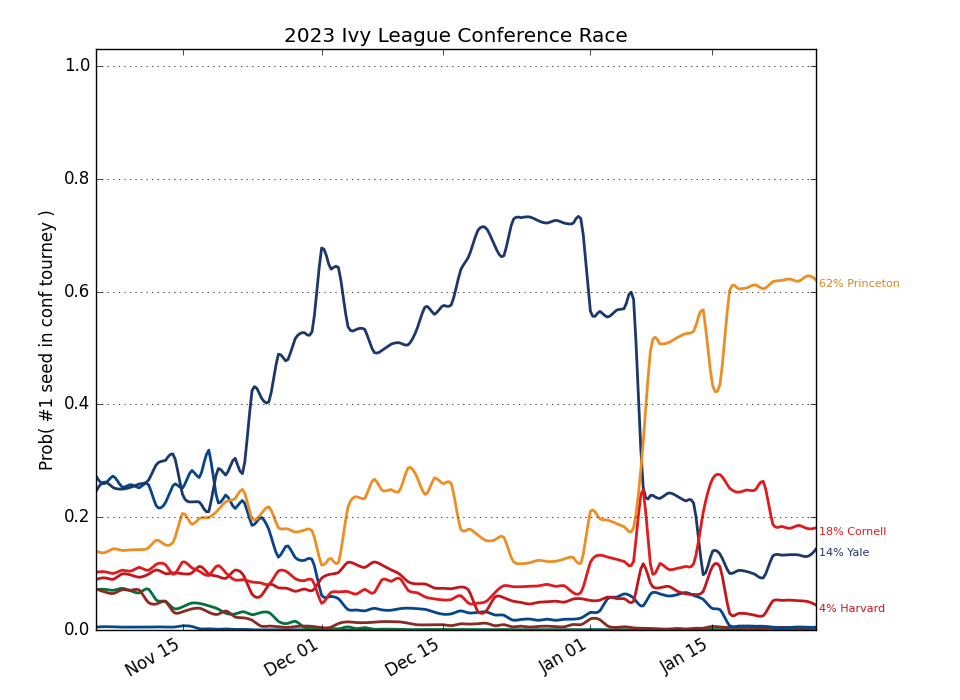 2023 Ivy League Conference Race
Prob( #1 seed in conf tourney )
1.0
0.8
0.6
0.4
0.2
0.0
Nov 15
Dec 01
Dec 15
Jan 01
Jan 15
62% Princeton
18% Cornell
14% Yale
4% Harvard